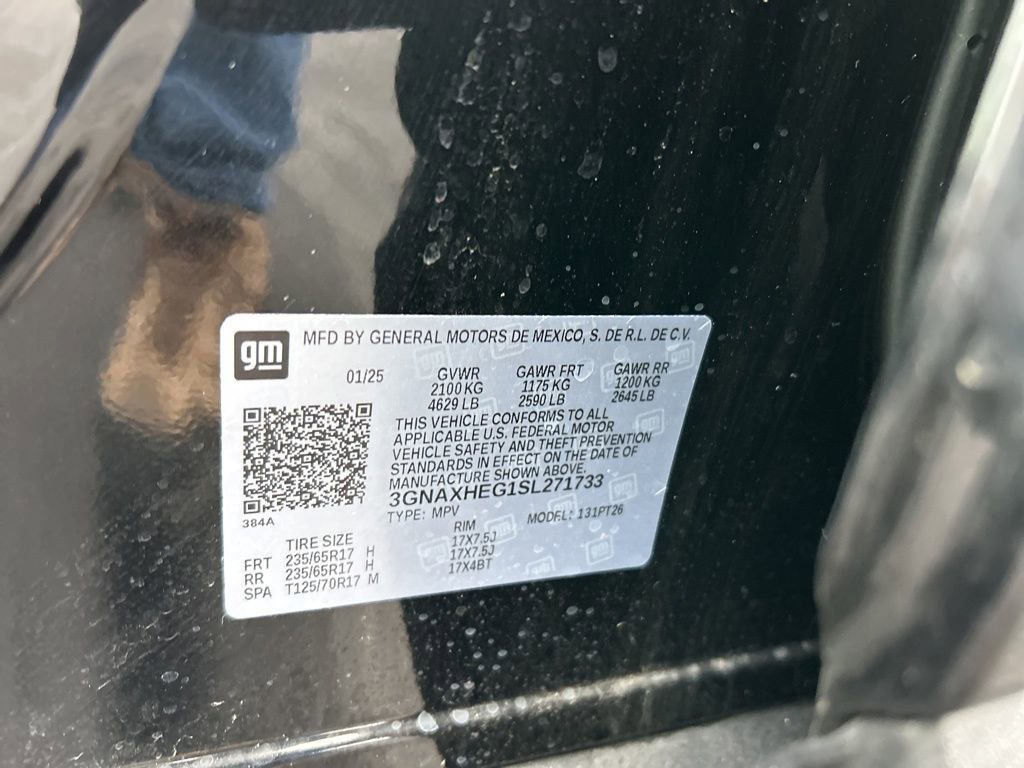 gm
MFD BY GENERAL MOTORS DE MEXICO, S. DE R.L. DE C.V.
01/25 GVWR GAWR FRT GAWR RR
2100 KG 1175 KG 1200 KG
4629 LB 2590 LB 2645 LB
THIS VEHICLE CONFORMS TO ALL
APPLICABLE U.S. FEDERAL MOTOR
VEHICLE SAFETY AND THEFT PREVENTION
STANDARDS IN EFFECT ON THE DATE OF
MANUFACTURE SHOWN ABOVE.
3GNAXHEG1SL271733
384A
TYPE: MPV MODEL: 131PT26
TIRE SIZE RIM
FRT 235/65R17 H 17X7.5J
RR 235/65R17 H 17X7.5J
SPA T125/70R17 M 17X4BT